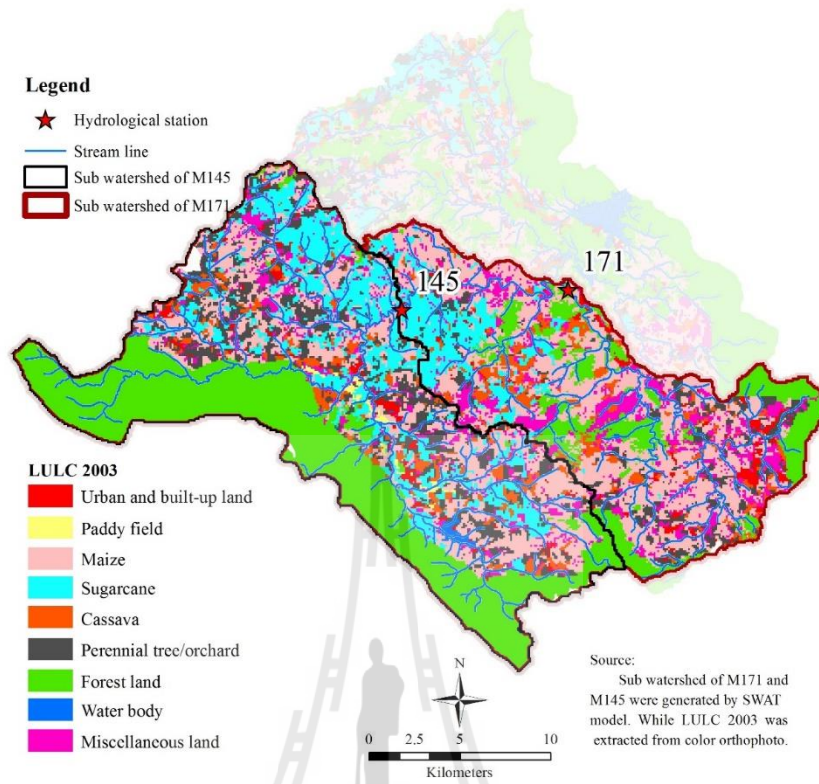 Legend
Hydrological station
Stream line
Sub watershed of M145
Sub watershed of M171
171
145
LULC 2003
Urban and built-up land
Paddy field
Maize
Sugarcane
Cassava
Perennial tree/orchard
Forest land
Water body
Miscellaneous land
N
0 2.5 5 10
Kilometers
Source:
Sub watershed of M171 and
M145 were generated by SWAT
model. While LULC 2003 was
extracted from color orthophoto.